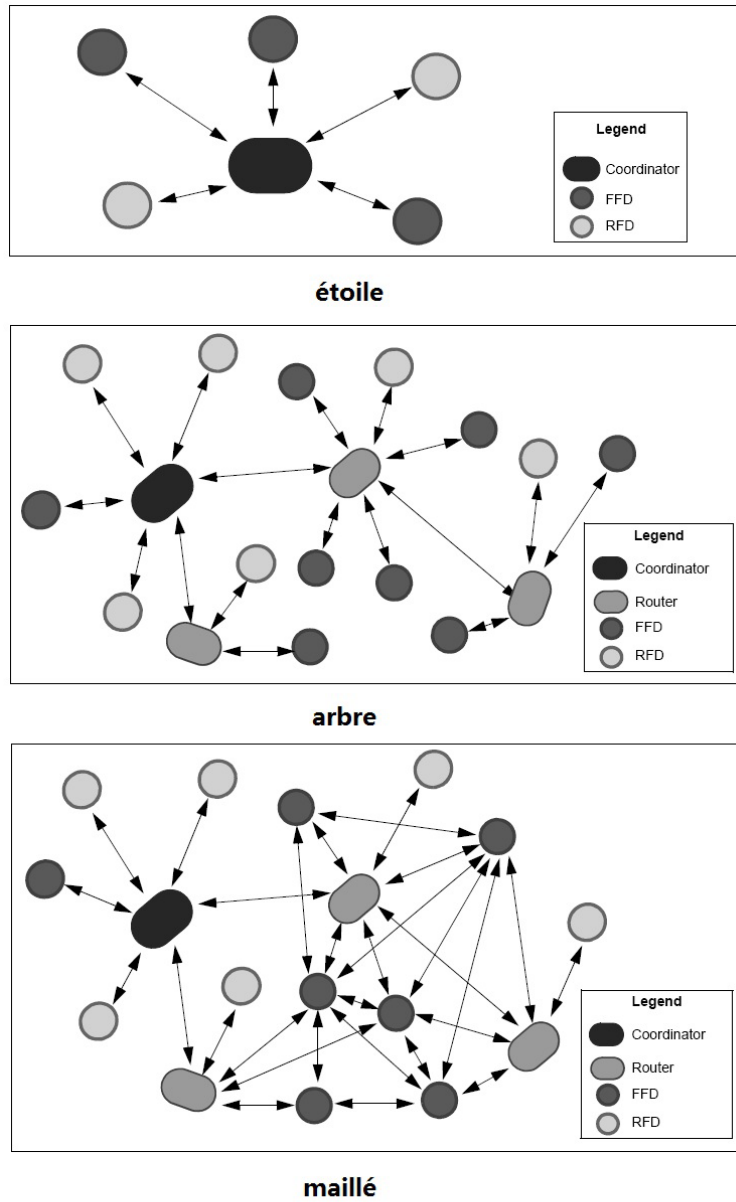 Legend
Coordinator
FFD
RFD
étoile
Legend
Coordinator
Router
FFD
RFD
arbre
Legend
Coordinator
Router
FFD
RFD
maillé